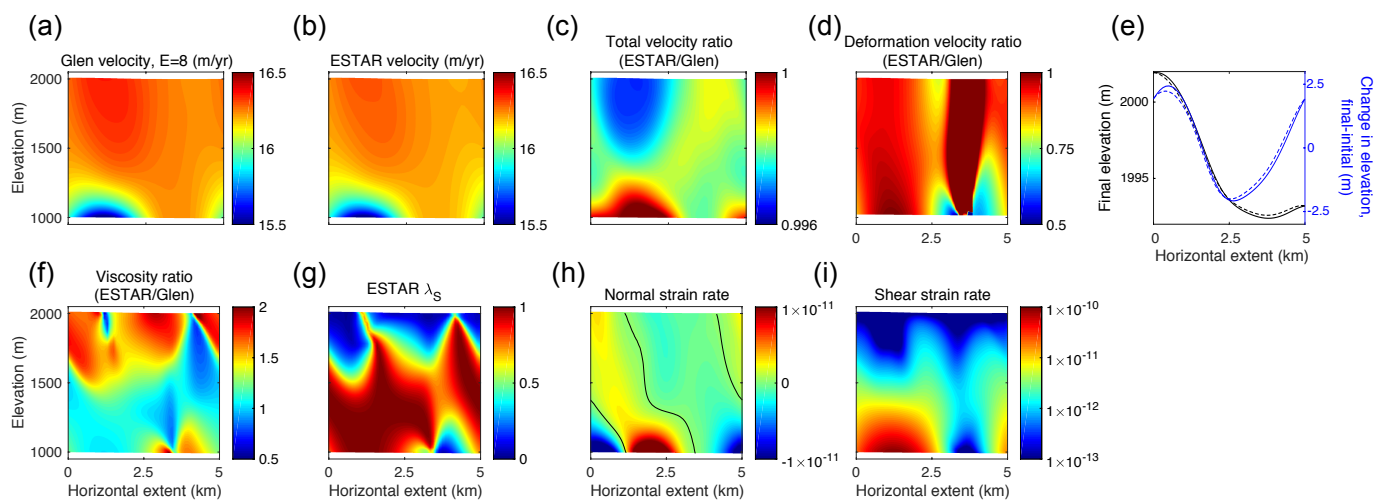 (a)
Glen velocity, E=8 (m/yr)
Elevation (m)
2000
1500
1000
16.5
16
15.5
(b)
ESTAR velocity (m/yr)
16.5
16
15.5
(c)
Total velocity ratio
(ESTAR/Glen)
1
0.996
(d)
Deformation velocity ratio
(ESTAR/Glen)
1
0.75
0.5
0
2.5
5
(e)
Final elevation (m)
2000
1995
2.5
0
-2.5
Change in elevation,
final-initial (m)
0
2.5
5
Horizontal extent (km)
(f)
Viscosity ratio
(ESTAR/Glen)
Elevation (m)
2000
1500
1000
2
1.5
1
0.5
0
2.5
5
Horizontal extent (km)
(g)
ESTAR λS
1
0.5
0
0
2.5
5
Horizontal extent (km)
(h)
Normal strain rate
1×10-11
0
-1×10-11
0
2.5
5
Horizontal extent (km)
(i)
Shear strain rate
1×10-10
1×10-11
1×10-12
1×10-13
0
2.5
5
Horizontal extent (km)